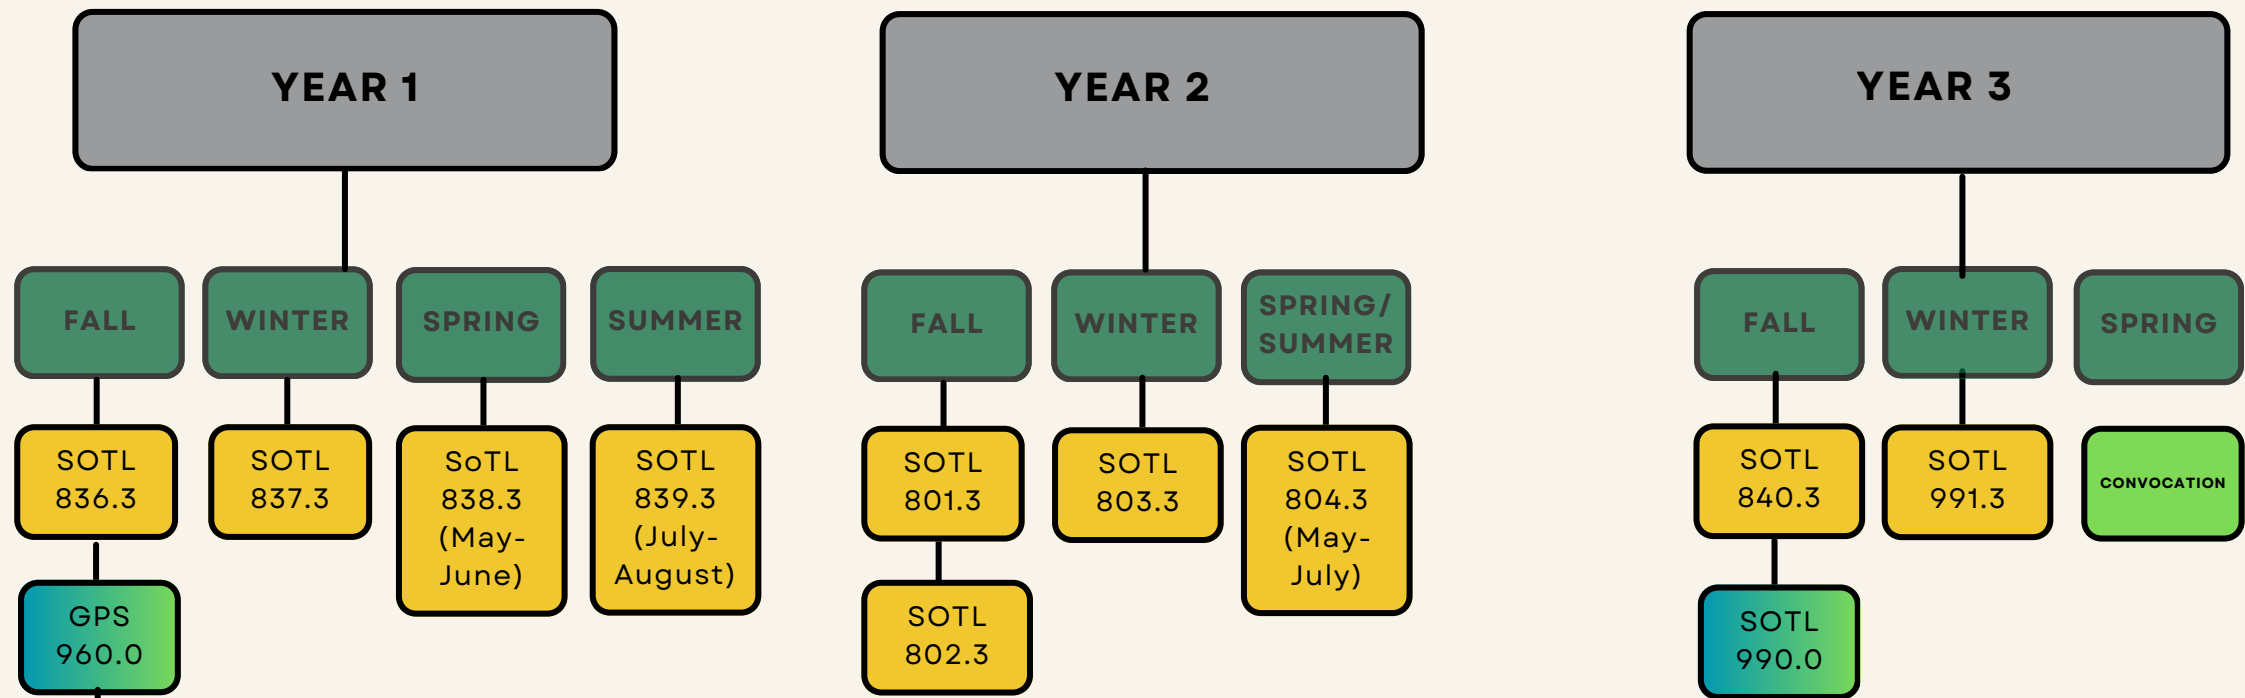 YEAR 1
YEAR 2
YEAR 3
FALL
WINTER
SPRING
SUMMER
FALL
WINTER
SPRING/
SUMMER
FALL
WINTER
SPRING
SOTL
836.3
SOTL
837.3
SoTL
838.3
(May-
June)
SOTL
839.3
(July-
August)
SOTL
801.3
SOTL
803.3
SOTL
804.3
(May-
July)
SOTL
840.3
SOTL
991.3
CONVOCATION
GPS
960.0
SOTL
802.3
SOTL
990.0